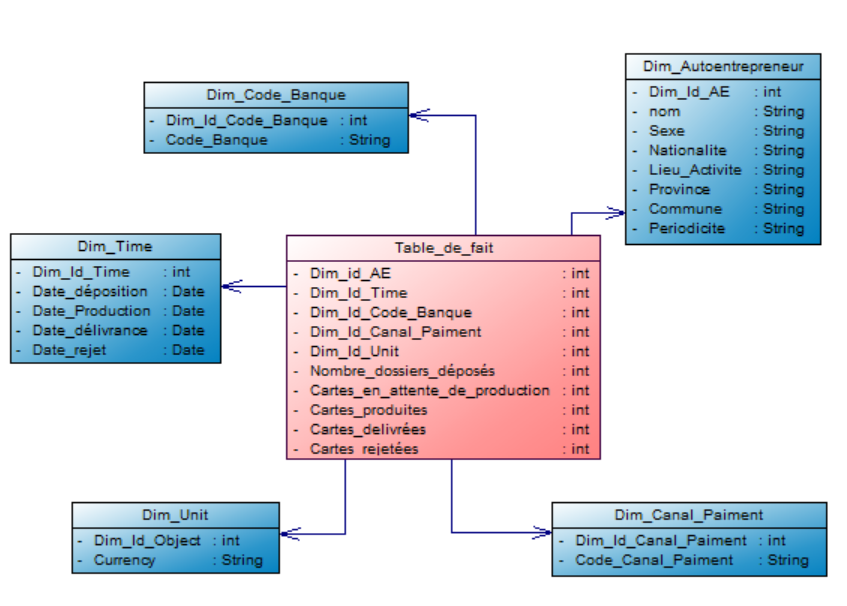 Dim_Autoentrepreneur
- Dim_Id_AE : int
- nom : String
- Sexe : String
- Nationalite : String
- Lieu_Activite : String
- Province : String
- Commune : String
- Periodicite : String
Dim_Code_Banque
- Dim_Id_Code_Banque : int
- Code_Banque : String
Dim_Time
- Dim_Id_Time : int
- Date_déposition : Date
- Date_Production : Date
- Date_délivrance : Date
- Date_rejet : Date
Table_de_fait
- Dim_id_AE : int
- Dim_Id_Time : int
- Dim_Id_Code_Banque : int
- Dim_Id_Canal_Paiment : int
- Dim_Id_Unit : int
- Nombre_dossiers_déposés : int
- Cartes_en_attente_de_production : int
- Cartes_produites : int
- Cartes_delivrées : int
- Cartes_rejetées : int
Dim_Unit
- Dim_Id_Object : int
- Currency : String
Dim_Canal_Paiment
- Dim_Id_Canal_Paiment : int
- Code_Canal_Paiment : String